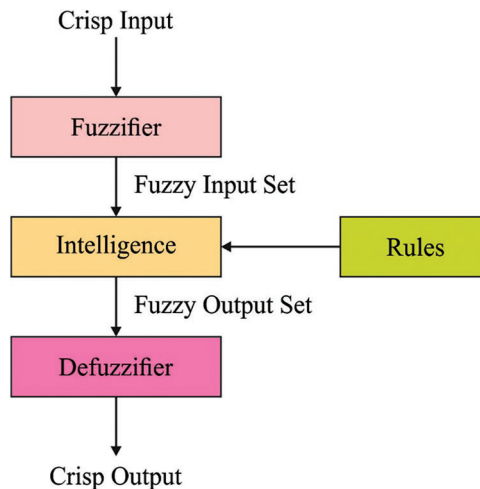 Crisp Input
Fuzzifier
Fuzzy Input Set
Intelligence
Rules
Fuzzy Output Set
Defuzzifier
Crisp Output